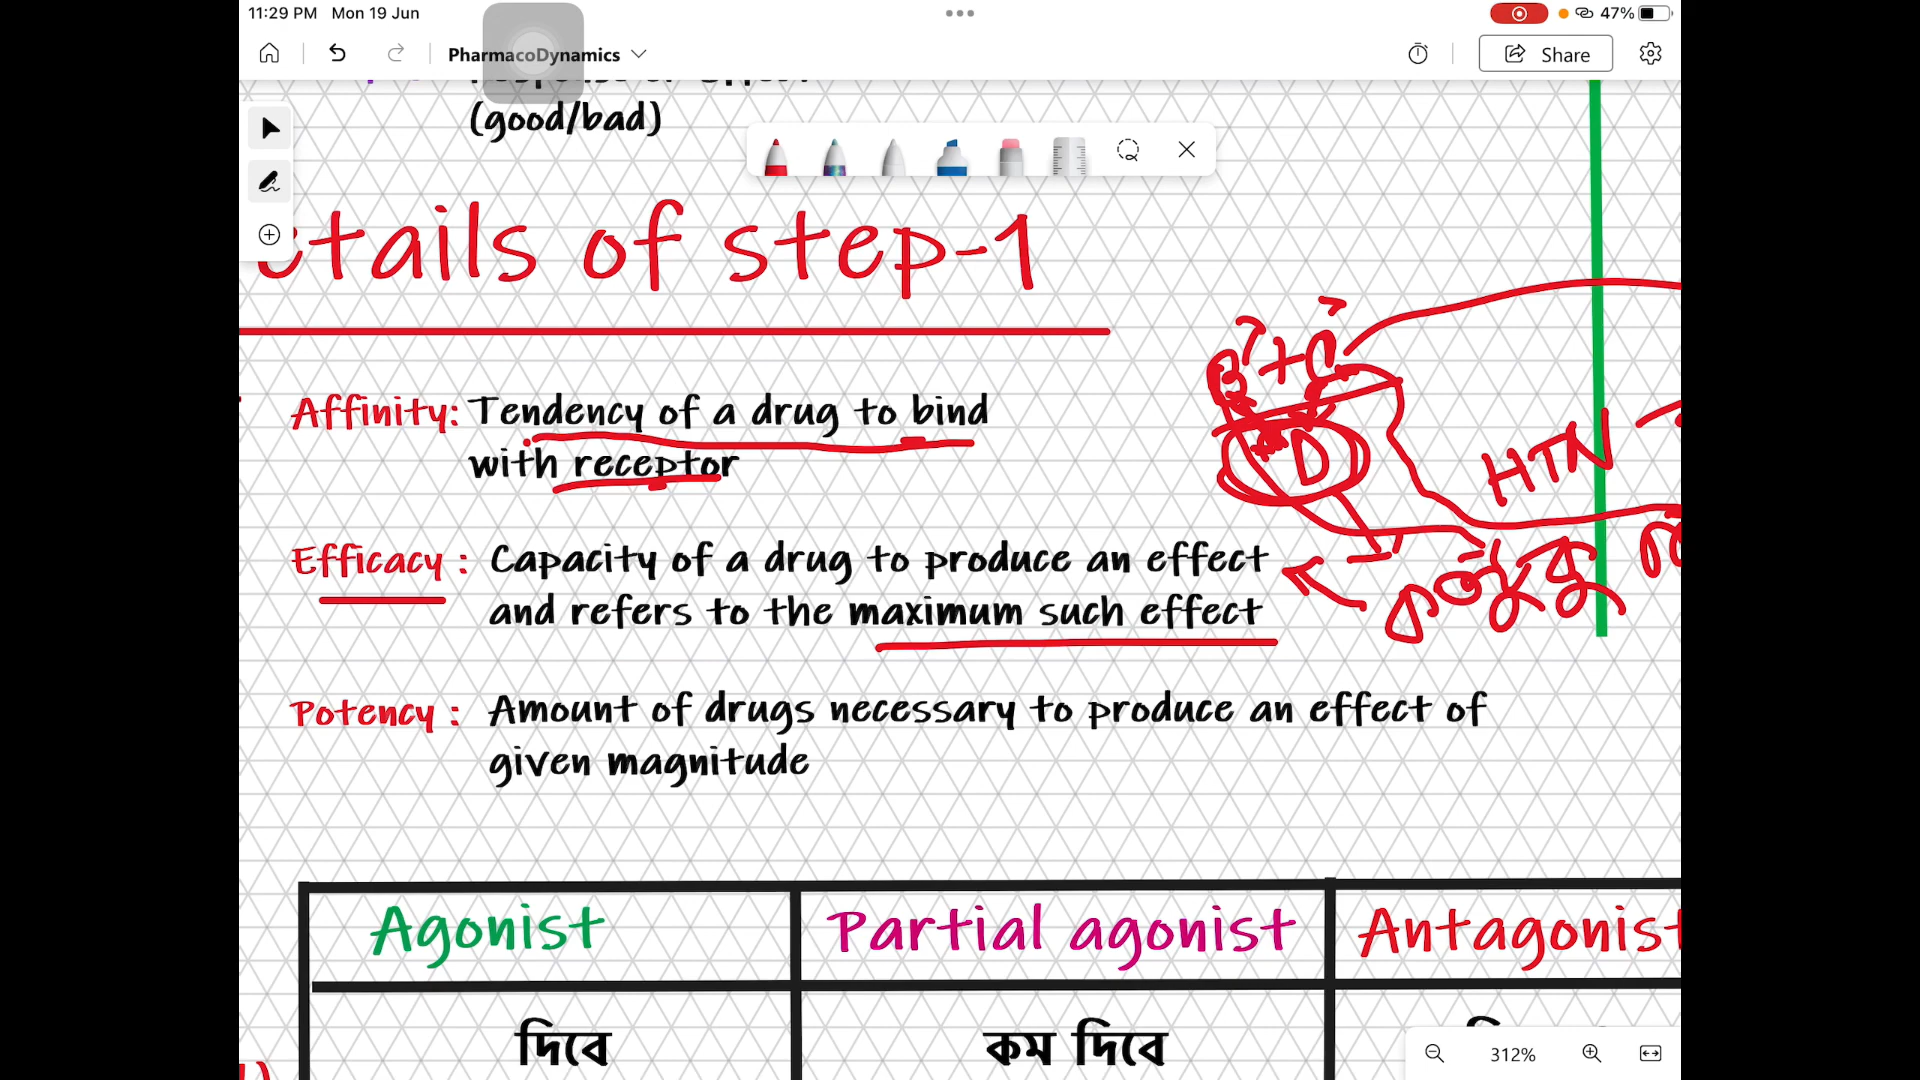 11:29 PM Mon 19 Jun
47%
PharmacoDynamics
Share
(good/bad)
etails of step-1
Affinity: Tendency of a drug to bind
with receptor
D
HTN
Efficacy: Capacity of a drug to produce an effect
and refers to the maximum such effect
Potency: Amount of drugs necessary to produce an effect of
given magnitude
Agonist Partial agonist Antagonist
দিবে কম দিবে
312%